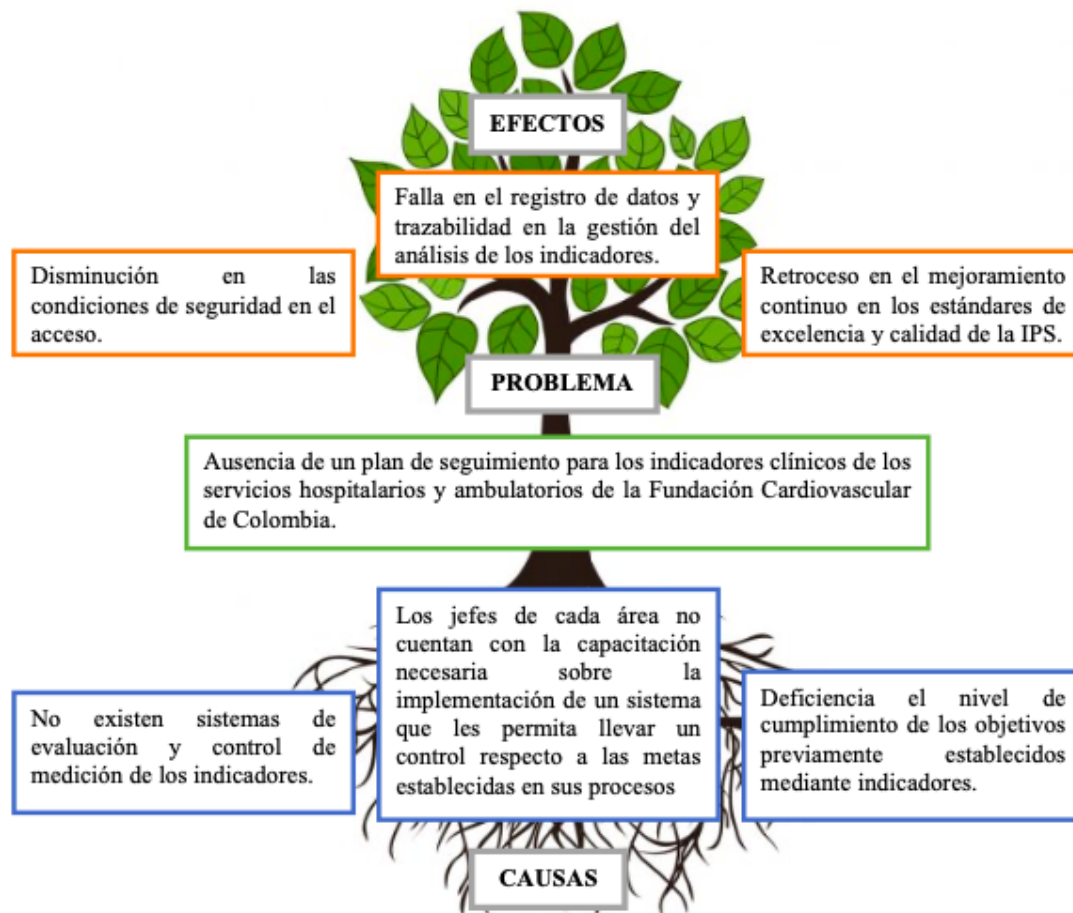 EFECTOS
Falla en el registro de datos y
trazabilidad en la gestión del
análisis de los indicadores.
Disminución en las
condiciones de seguridad en el
acceso.
Retroceso en el mejoramiento
continuo en los estándares de
excelencia y calidad de la IPS.
PROBLEMA
Ausencia de un plan de seguimiento para los indicadores clínicos de los
servicios hospitalarios y ambulatorios de la Fundación Cardiovascular
de Colombia.
Los jefes de cada área no
cuentan con la capacitación
necesaria sobre la
implementación de un sistema
que les permita llevar un
control respecto a las metas
establecidas en sus procesos
No existen sistemas de
evaluación y control de
medición de los indicadores.
Deficiencia el nivel de
cumplimiento de los objetivos
previamente establecidos
mediante indicadores.
CAUSAS